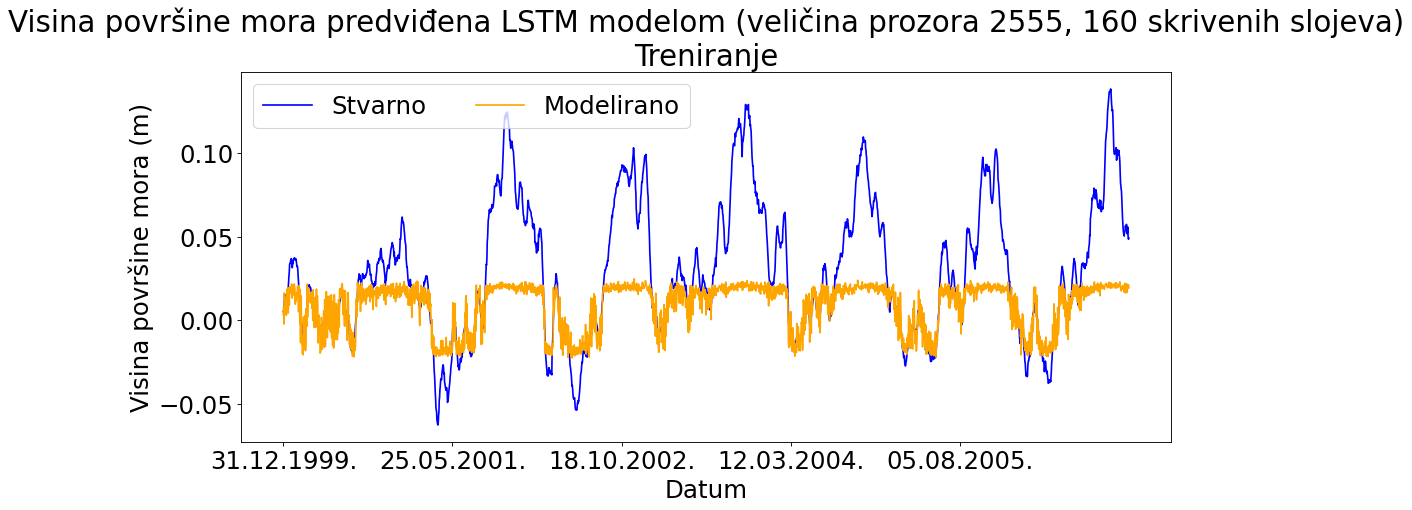 Visina površine mora predviđena LSTM modelom (veličina prozora 2555, 160 skrivenih slojeva)
Treniranje
Stvarno Modelirano
Visina površine mora (m)
0.10
0.05
0.00
−0.05
31.12.1999. 25.05.2001. 18.10.2002. 12.03.2004. 05.08.2005.
Datum